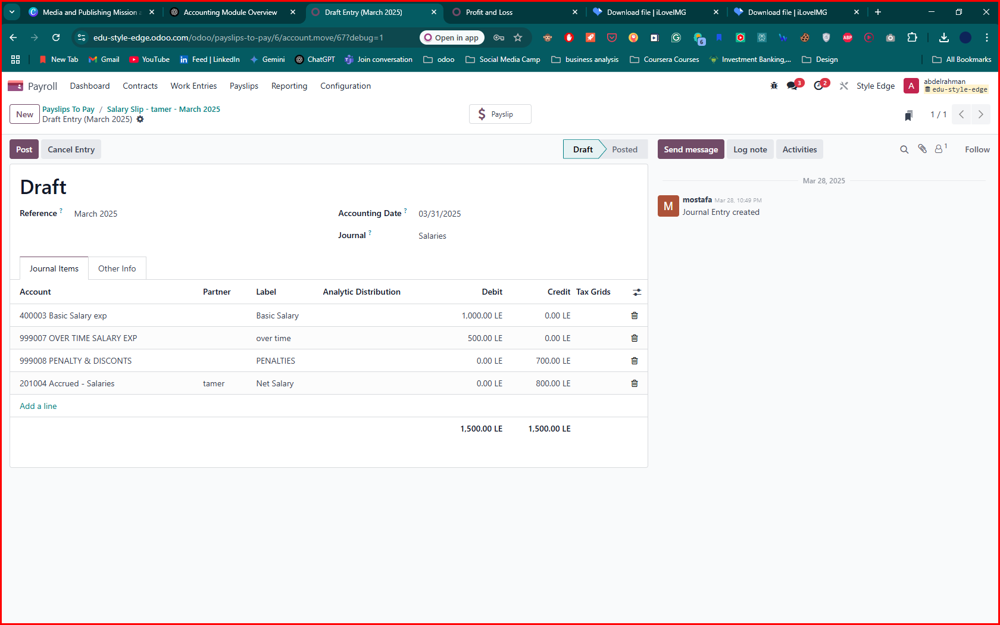 Media and Publishing Mission a
Accounting Module Overview
Draft Entry (March 2025)
Profit and Loss
Download file | iLoveIMG
Download file | iLoveIMG
edu-style-edge.odoo.com/odoo/payslips-to-pay/6/account.move/67?debug=1
Open in app
6
ABP
New Tab
Gmail
YouTube
Feed | LinkedIn
Gemini
ChatGPT
Join conversation
odoo
Social Media Camp
business analysis
Coursera Courses
Investment Banking,...
Design
All Bookmarks
Payroll
Dashboard
Contracts
Work Entries
Payslips
Reporting
Configuration
3
2
Style Edge
A
abdelrahman
edu-style-edge
New
Payslips To Pay / Salary Slip - tamer - March 2025
Draft Entry (March 2025)
$ Payslip
1 / 1
Post
Cancel Entry
Draft
Posted
Send message
Log note
Activities
1
Follow
Draft
Reference ? March 2025
Accounting Date ? 03/31/2025
Journal ? Salaries
Mar 28, 2025
M
mostafa Mar 28, 10:49 PM
Journal Entry created
Journal Items
Other Info
Account Partner Label Analytic Distribution Debit Credit Tax Grids
400003 Basic Salary exp Basic Salary 1,000.00 LE 0.00 LE
999007 OVER TIME SALARY EXP over time 500.00 LE 0.00 LE
999008 PENALTY & DISCONTS PENALTIES 0.00 LE 700.00 LE
201004 Accrued - Salaries tamer Net Salary 0.00 LE 800.00 LE
Add a line
1,500.00 LE 1,500.00 LE